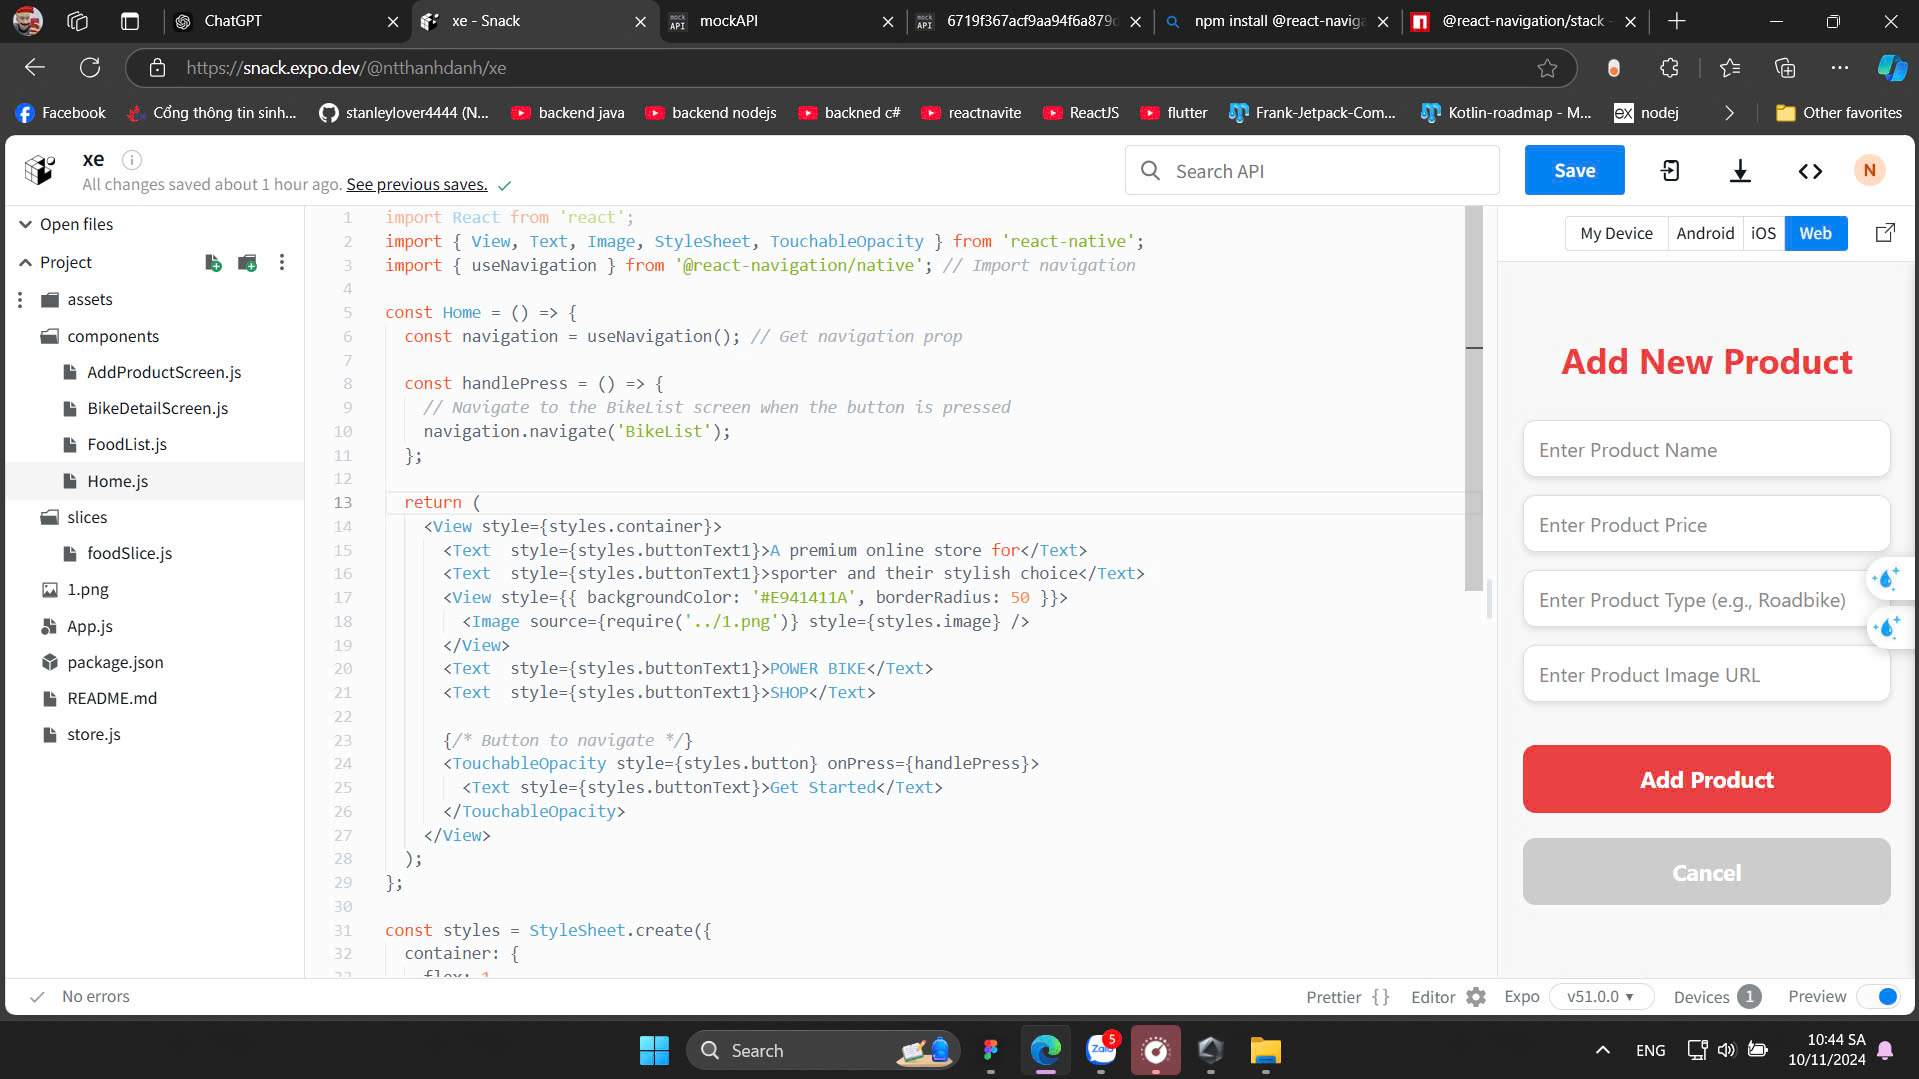 ChatGPT
xe - Snack
mockAPI
6719f367acf9aa94f6a879
npm install @react-naviga
@react-navigation/stack -
https://snack.expo.dev/@ntthanhdanh/xe
Facebook
Cổng thông tin sinh...
stanleylover4444 (N...
backend java
backend nodejs
backned c#
reactnavite
ReactJS
flutter
Frank-Jetpack-Com...
Kotlin-roadmap - M...
ex nodej
Other favorites
xe
All changes saved about 1 hour ago. See previous saves.
Search API
Save
N
Open files
Project
assets
components
AddProductScreen.js
BikeDetailScreen.js
FoodList.js
Home.js
slices
foodSlice.js
1.png
App.js
package.json
README.md
store.js
1 import React from 'react';
2 import { View, Text, Image, StyleSheet, TouchableOpacity } from 'react-native';
3 import { useNavigation } from '@react-navigation/native'; // Import navigation
4
5 const Home = () => {
6 const navigation = useNavigation(); // Get navigation prop
7
8 const handlePress = () => {
9 // Navigate to the BikeList screen when the button is pressed
10 navigation.navigate('BikeList');
11 };
12
13 return (
14 <View style={styles.container}>
15 <Text  style={styles.buttonText1}>A premium online store for</Text>
16 <Text  style={styles.buttonText1}>sporter and their stylish choice</Text>
17 <View style={{ backgroundColor: '#E941411A', borderRadius: 50 }}>
18 <Image source={require('../1.png')} style={styles.image} />
19 </View>
20 <Text  style={styles.buttonText1}>POWER BIKE</Text>
21 <Text  style={styles.buttonText1}>SHOP</Text>
22
23 {/* Button to navigate */}
24 <TouchableOpacity style={styles.button} onPress={handlePress}>
25 <Text style={styles.buttonText}>Get Started</Text>
26 </TouchableOpacity>
27 </View>
28 );
29 };
30
31 const styles = StyleSheet.create({
32 container: {
33 flex: 1
My Device
Android
iOS
Web
Add New Product
Enter Product Name
Enter Product Price
Enter Product Type (e.g., Roadbike)
Enter Product Image URL
Add Product
Cancel
No errors
Prettier { }
Editor
Expo
v51.0.0
Devices 1
Preview
Search
Zalo
5
ENG
10:44 SA
10/11/2024